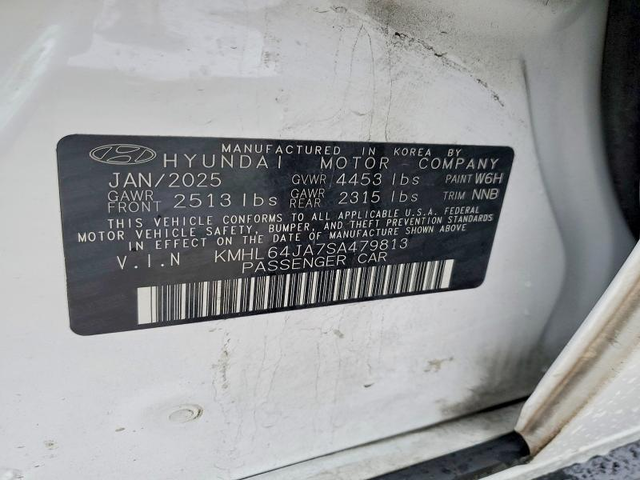 MANUFACTURED IN KOREA BY
HYUNDAI MOTOR COMPANY
JAN/2025 GVWR 4453 lbs PAINT WGH
GAWR FRONT 2513 lbs GAWR REAR 2315 lbs TRIM NNB
THIS VEHICLE CONFORMS TO ALL APPLICABLE U.S.A. FEDERAL
MOTOR VEHICLE SAFETY, BUMPER, AND THEFT PREVENTION STANDARDS
IN EFFECT ON THE DATE OF MANUFACTURE SHOWN ABOVE.
V.I.N KMHL64JA7SA479813
PASSENGER CAR